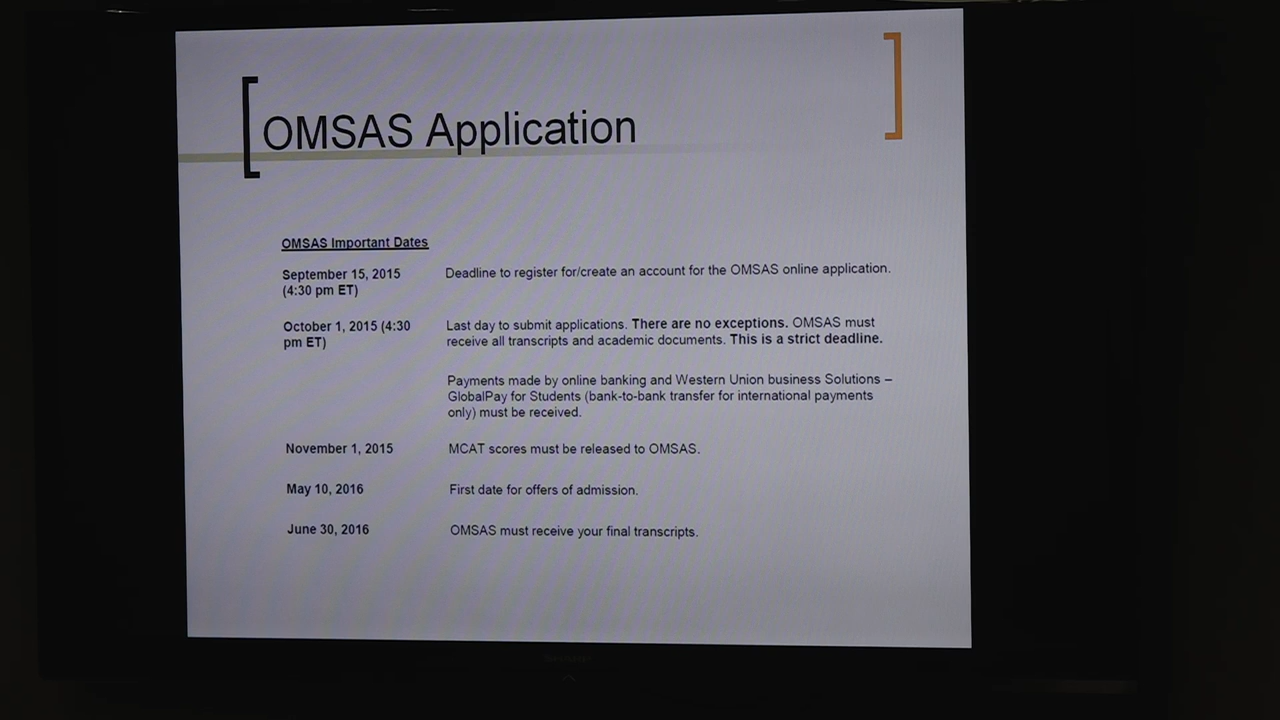 OMSAS Application
OMSAS Important Dates
September 15, 2015
(4:30 pm ET)
Deadline to register for/create an account for the OMSAS online application.
October 1, 2015 (4:30
pm ET)
Last day to submit applications. There are no exceptions. OMSAS must
receive all transcripts and academic documents. This is a strict deadline.
Payments made by online banking and Western Union business Solutions –
GlobalPay for Students (bank-to-bank transfer for international payments
only) must be received.
November 1, 2015
MCAT scores must be released to OMSAS.
May 10, 2016
First date for offers of admission.
June 30, 2016
OMSAS must receive your final transcripts.